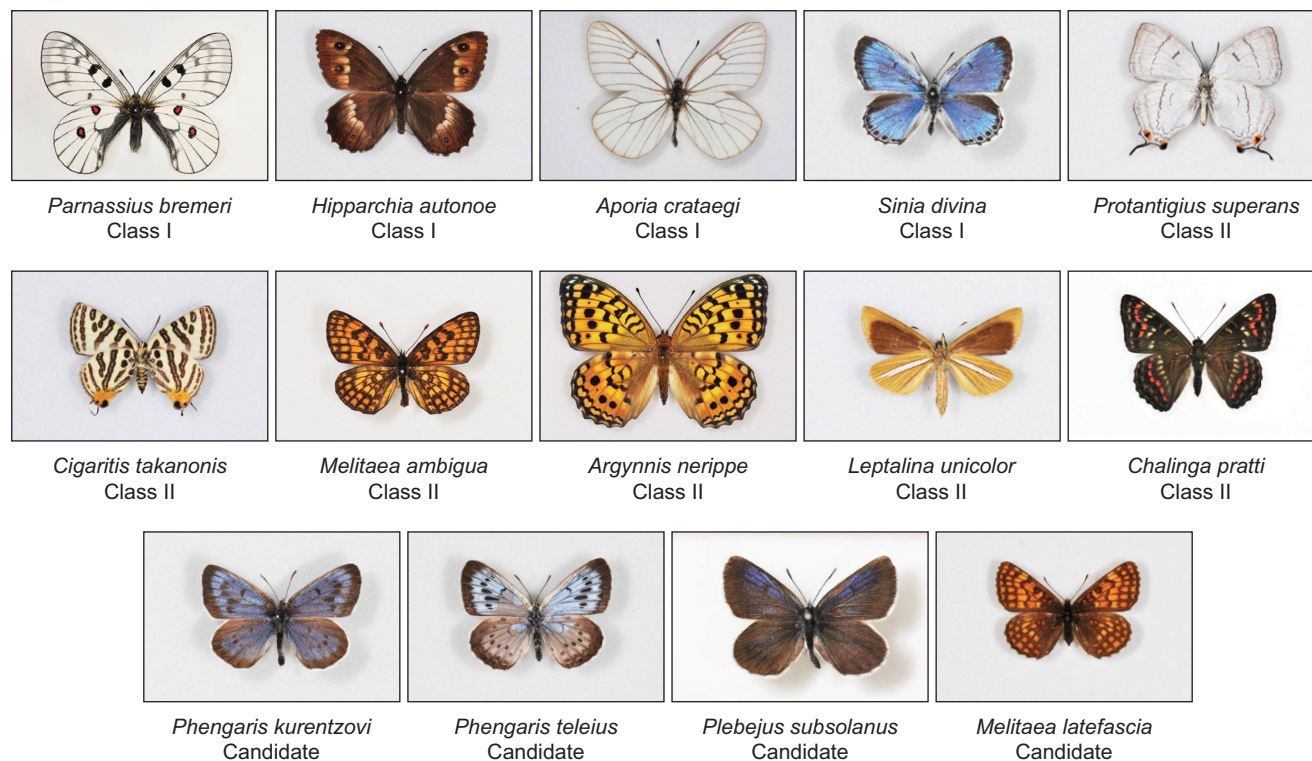 Parnassius bremeri
Class I
Hipparchia autonoe
Class I
Aporia crataegi
Class I
Sinia divina
Class I
Protantigius superans
Class II
Cigaritis takanonis
Class II
Melitaea ambigua
Class II
Argynnis nerippe
Class II
Leptalina unicolor
Class II
Chalinga pratti
Class II
Phengaris kurentzovi
Candidate
Phengaris teleius
Candidate
Plebejus subsolanus
Candidate
Melitaea latefascia
Candidate